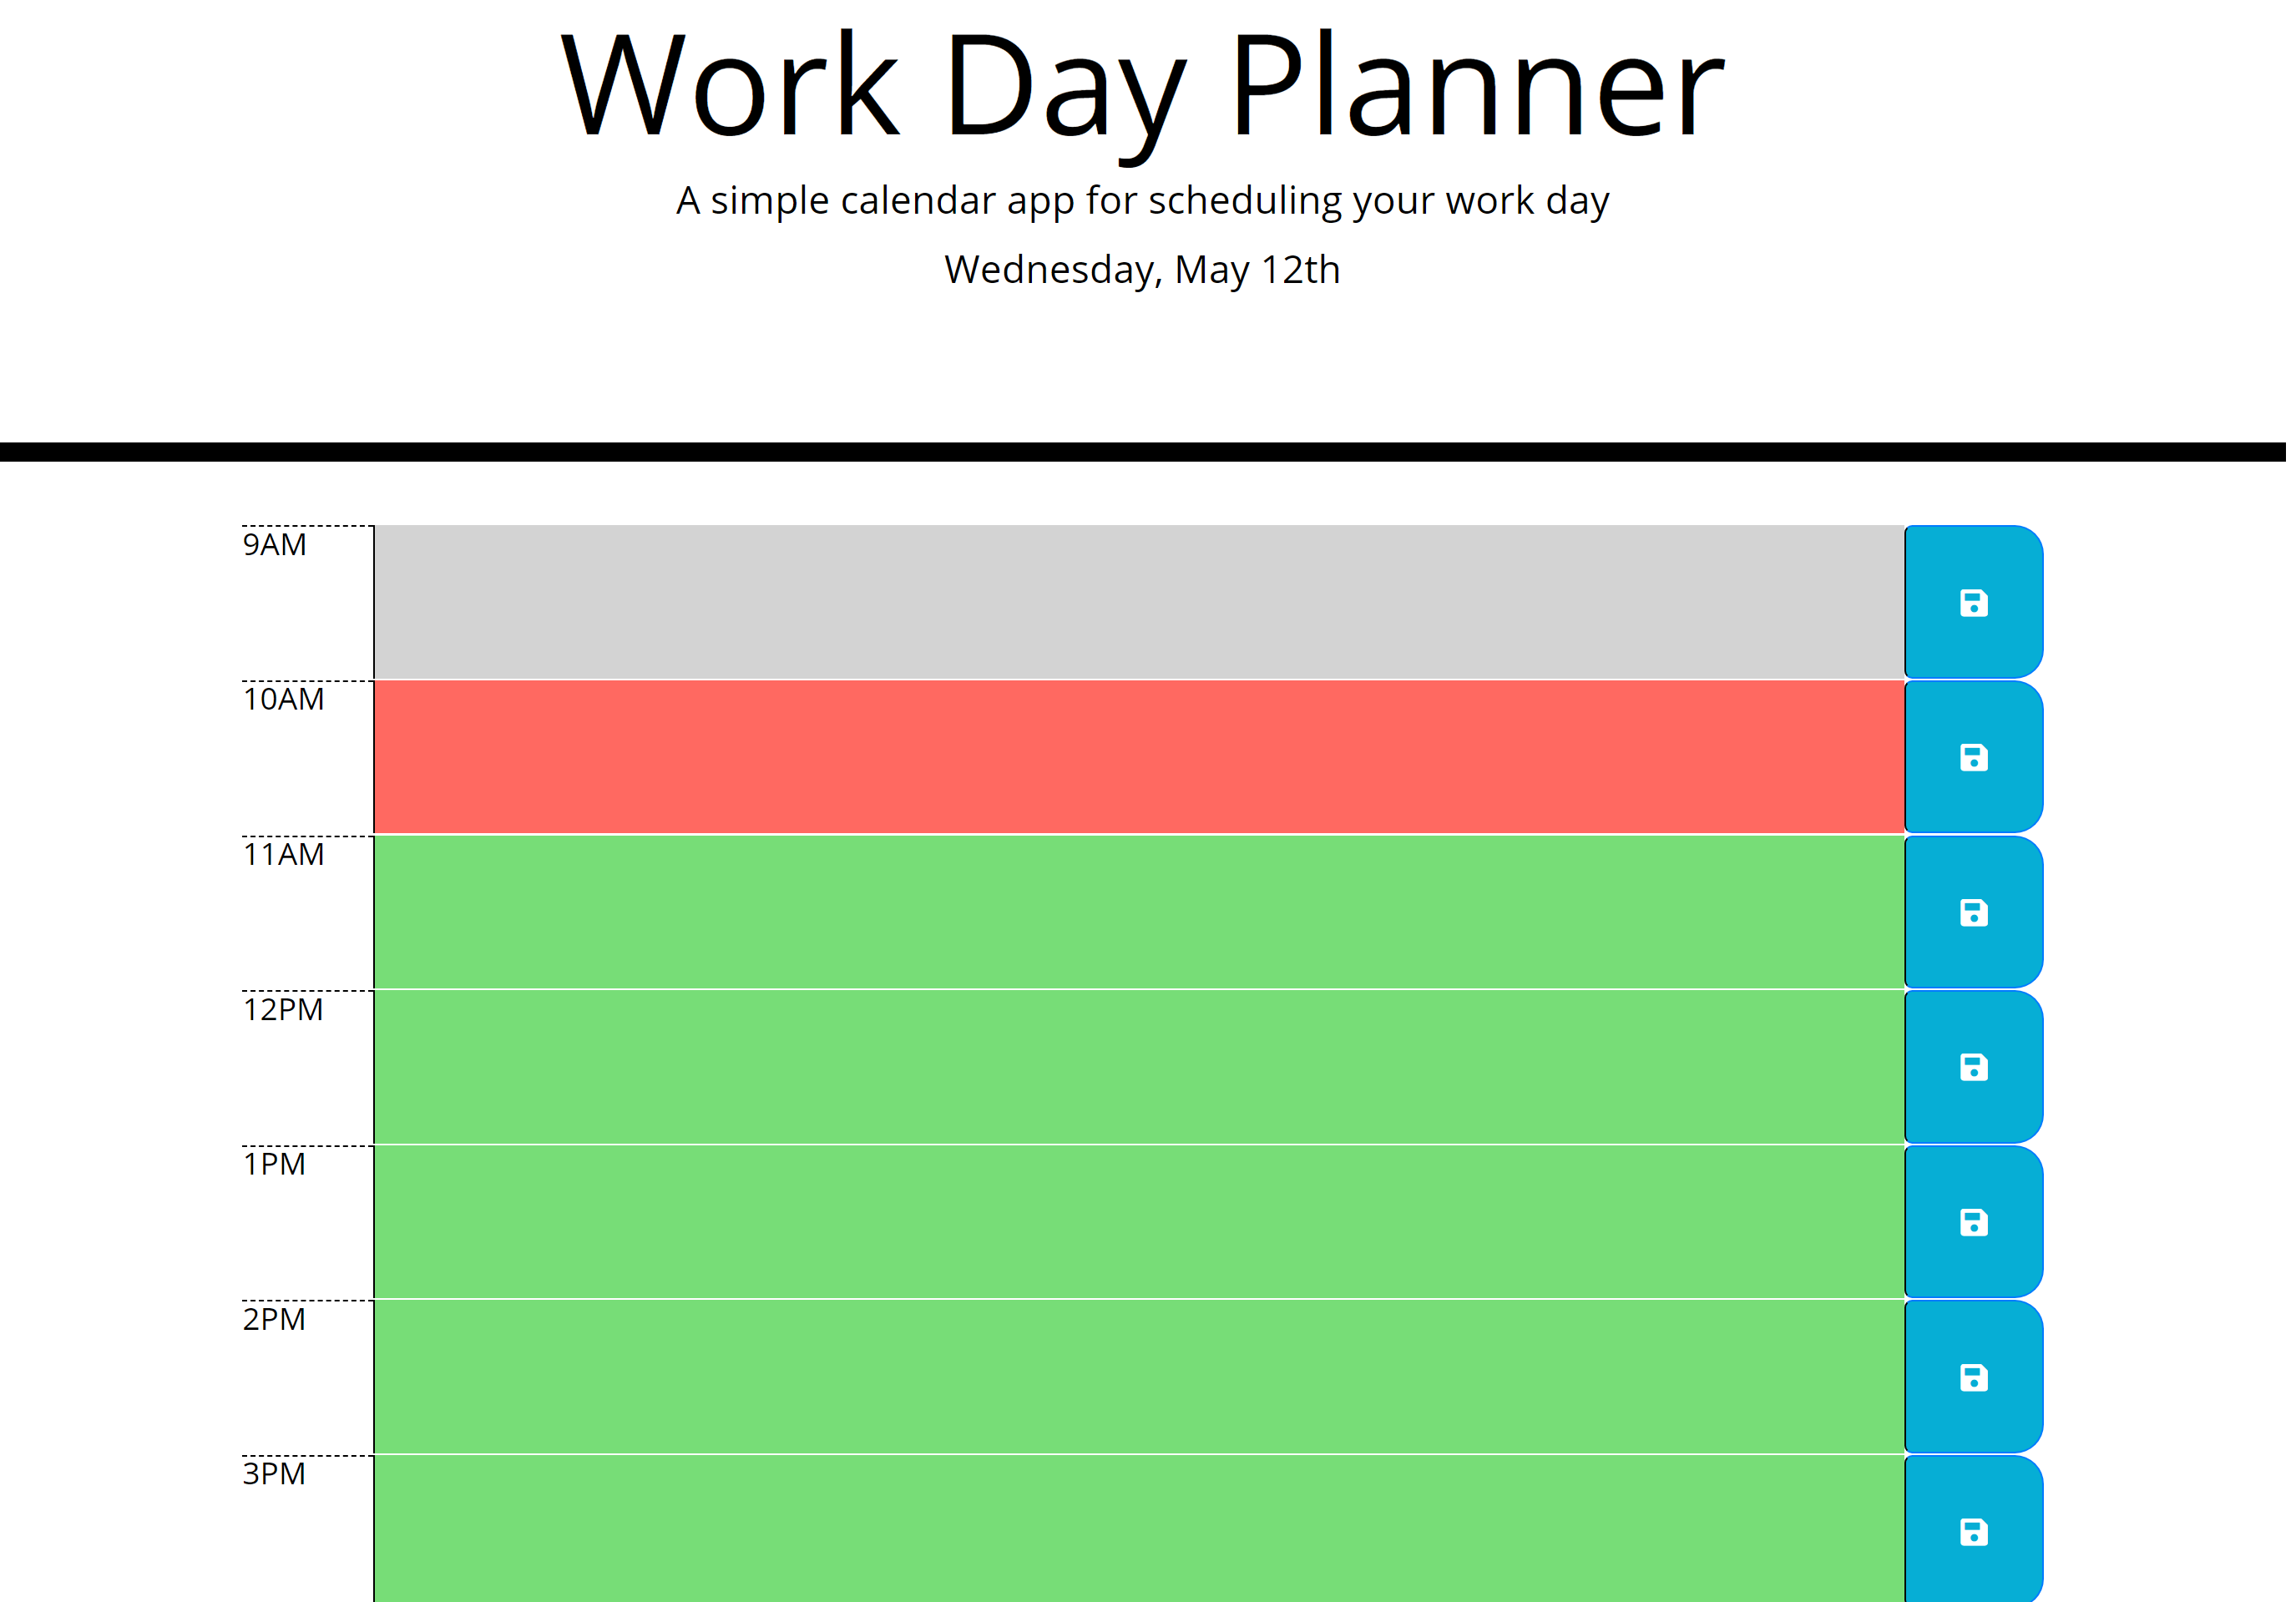 Work Day Planner
A simple calendar app for scheduling your work day
Wednesday, May 12th
9AM
10AM
11AM
12PM
1PM
2PM
3PM